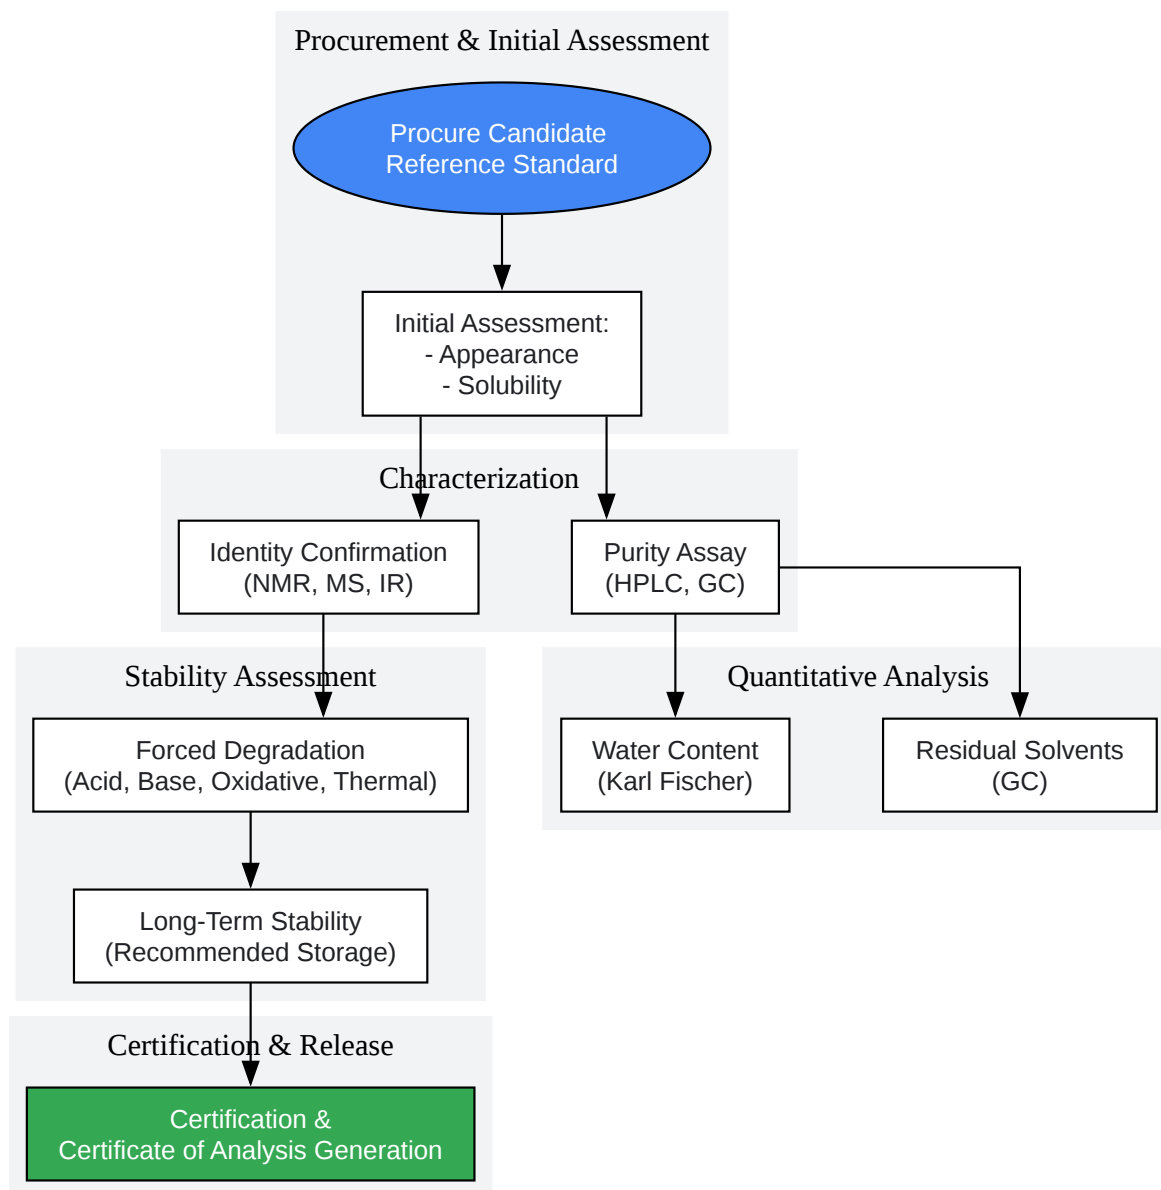 Procurement & Initial Assessment
Procure Candidate
Reference Standard
Initial Assessment:
- Appearance
- Solubility
Characterization
Identity Confirmation
(NMR, MS, IR)
Purity Assay
(HPLC, GC)
Stability Assessment
Quantitative Analysis
Forced Degradation
(Acid, Base, Oxidative, Thermal)
Water Content
(Karl Fischer)
Residual Solvents
(GC)
Long-Term Stability
(Recommended Storage)
Certification & Release
Certification &
Certificate of Analysis Generation